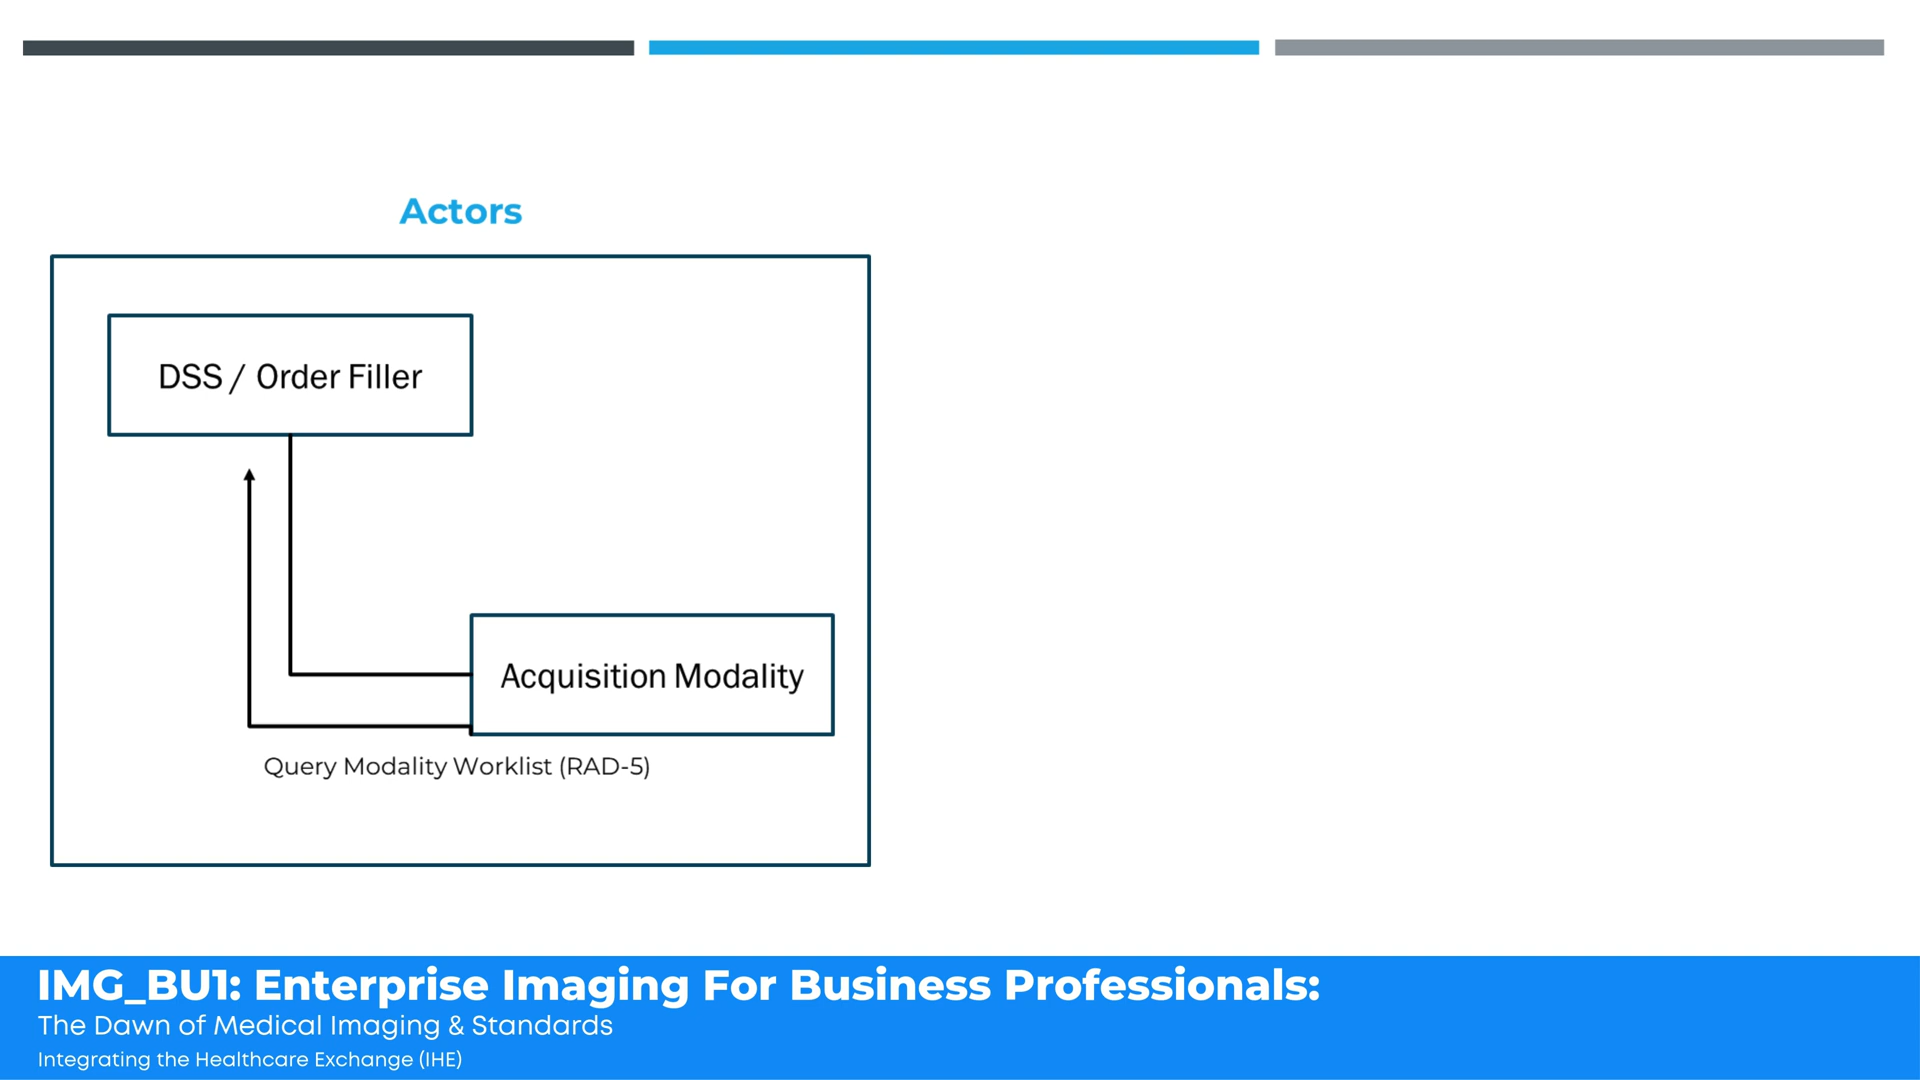 Actors
DSS / Order Filler
Acquisition Modality
Query Modality Worklist (RAD-5)
IMG_BU1: Enterprise Imaging For Business Professionals:
The Dawn of Medical Imaging & Standards
Integrating the Healthcare Exchange (IHE)